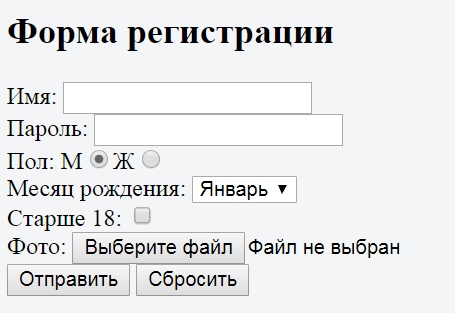 Форма регистрации
Имя:
Пароль:
Пол: М Ж
Месяц рождения: Январь
Старше 18:
Фото: Выберите файл Файл не выбран
Отправить Сбросить